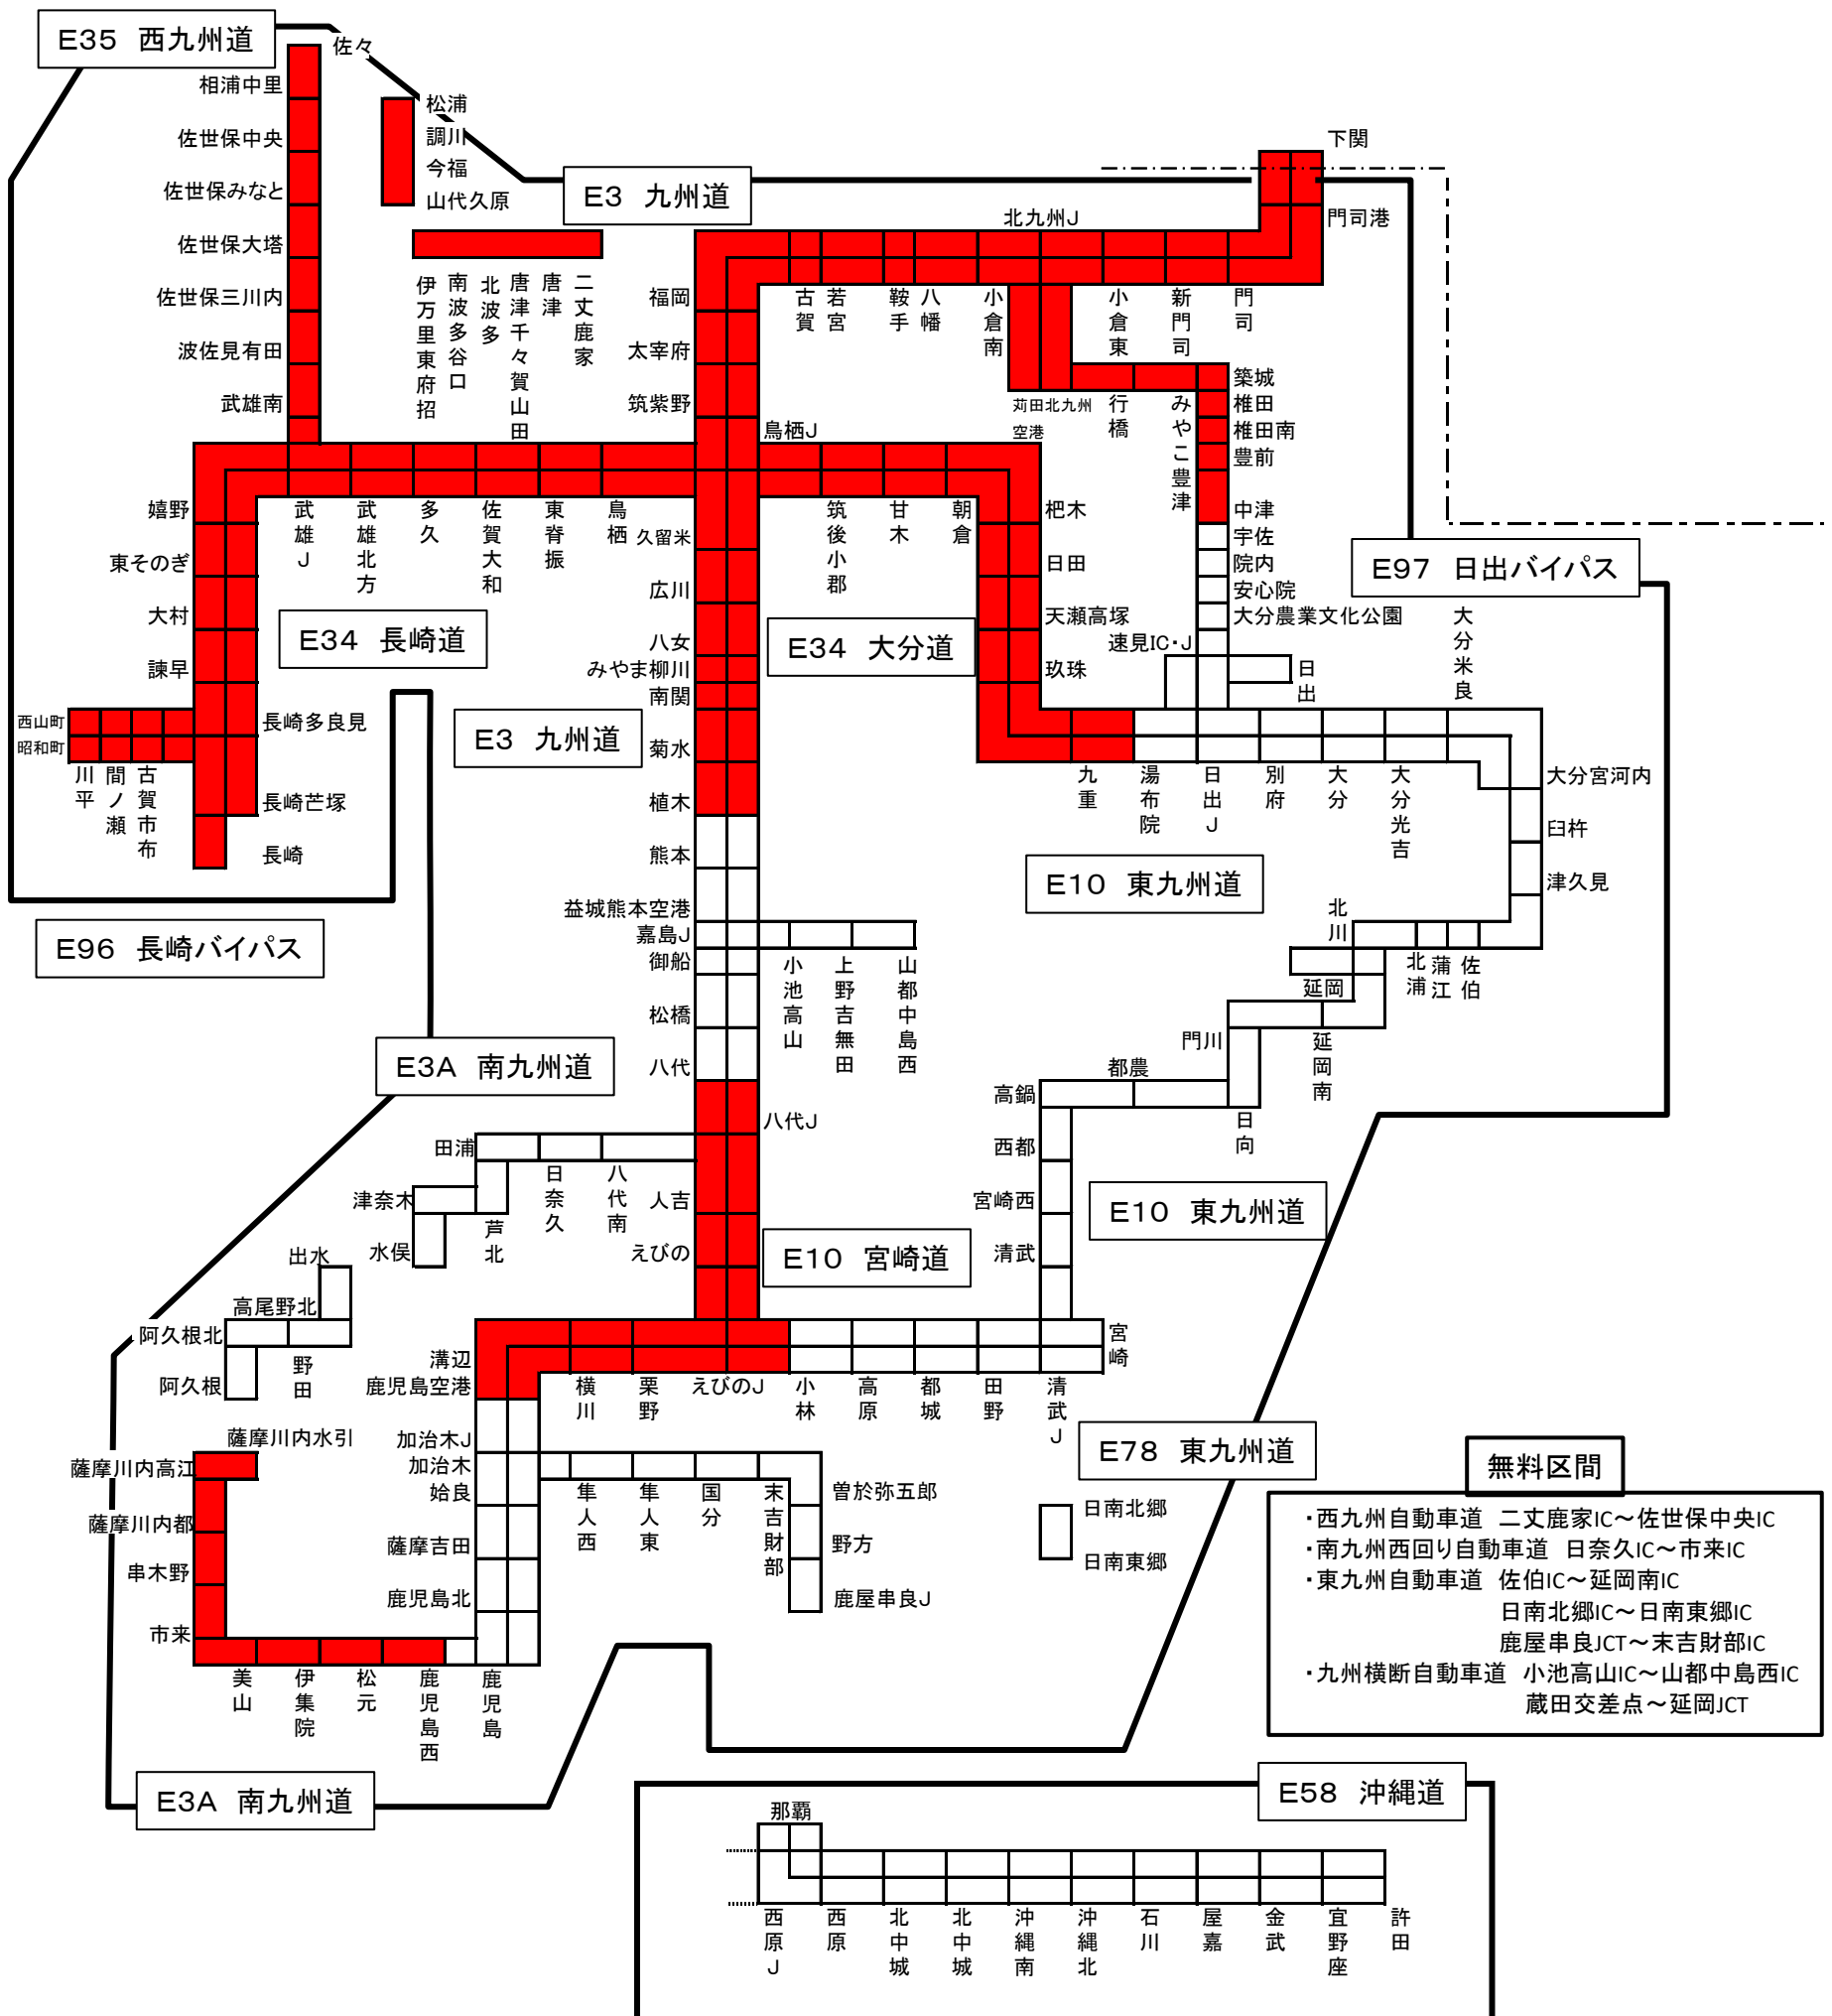 E35 西九州道
佐々
相浦中里
佐世保中央
佐世保みなと
佐世保大塔
佐世保三川内
波佐見有田
武雄南
松浦
調川
今福
山代久原
伊万里東府招
南波多谷口
北波多
唐津千々賀山田
唐津
二丈鹿家
E3 九州道
下関
門司港
北九州J
福岡
太宰府
筑紫野
古賀
若宮
鞍手
八幡
小倉南
小倉東
新門司
門司
苅田北九州
空港
行橋
みやこ豊津
築城
椎田
椎田南
豊前
中津
宇佐
院内
安心院
大分農業文化公園
速見IC・J
日出
E97 日出バイパス
鳥栖J
嬉野
東そのぎ
大村
諫早
武雄J
武雄北方
多久
佐賀大和
東脊振
鳥栖
久留米
広川
八女
みやま柳川
南関
菊水
植木
熊本
益城熊本空港
嘉島J
御船
松橋
八代
筑後小郡
甘木
朝倉
杷木
日田
天瀬高塚
玖珠
E34 長崎道
E34 大分道
E3 九州道
西山町
昭和町
川平
間ノ瀬
古賀市布
長崎多良見
長崎芒塚
長崎
E96 長崎バイパス
九重
湯布院
日出J
別府
大分
大分光吉
大分米良
大分宮河内
臼杵
津久見
E10 東九州道
小池高山
上野吉無田
山都中島西
北川
北浦
蒲江
佐伯
延岡
延岡南
門川
日向
都農
高鍋
西都
宮崎西
清武
E10 東九州道
E3A 南九州道
八代J
田浦
日奈久
八代南
津奈木
芦北
水俣
人吉
えびの
E10 宮崎道
出水
高尾野北
阿久根北
野田
阿久根
溝辺
鹿児島空港
横川
栗野
えびのJ
小林
高原
都城
田野
清武J
宮崎
加治木J
加治木
姶良
薩摩吉田
鹿児島北
隼人西
隼人東
国分
末吉財部
曽於弥五郎
野方
鹿屋串良J
E78 東九州道
日南北郷
日南東郷
薩摩川内水引
薩摩川内高江
薩摩川内都
串木野
市来
美山
伊集院
松元
鹿児島西
鹿児島
E3A 南九州道
無料区間
・西九州自動車道 二丈鹿家IC～佐世保中央IC
・南九州西回り自動車道 日奈久IC～市来IC
・東九州自動車道 佐伯IC～延岡南IC
日南北郷IC～日南東郷IC
鹿屋串良JCT～末吉財部IC
・九州横断自動車道 小池高山IC～山都中島西IC
蔵田交差点～延岡JCT
E58 沖縄道
那覇
西原J
西原
北中城
北中城
沖縄南
沖縄北
石川
屋嘉
金武
宜野座
許田